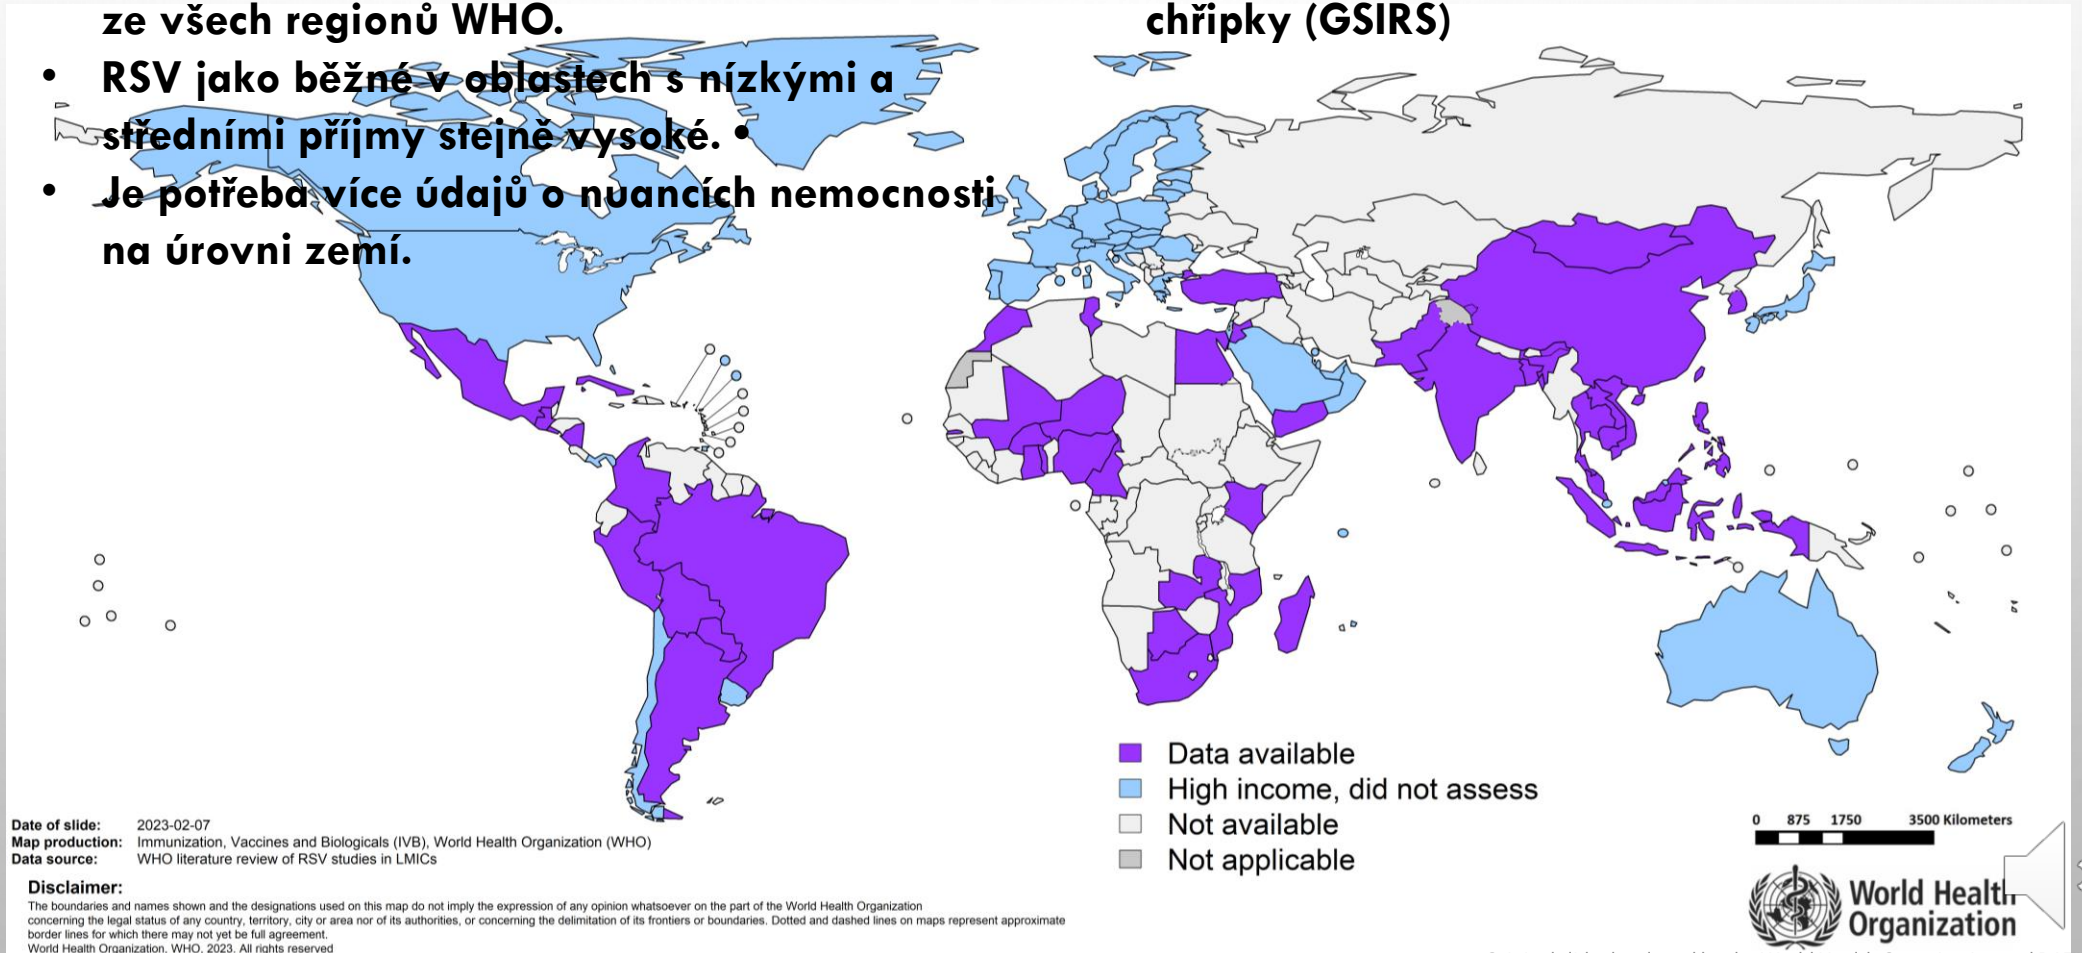 ze všech regionů WHO.
• RSV jako běžné v oblastech s nízkými a
středními příjmy stejně vysoké. •
• Je potřeba více údajů o nuancích nemocnosti
na úrovni zemí.
chřipky (GSIRS)
Data available
High income, did not assess
Not available
Not applicable
Date of slide: 2023-02-07
Map production: Immunization, Vaccines and Biologicals (IVB), World Health Organization (WHO)
Data source: WHO literature review of RSV studies in LMICs
Disclaimer:
The boundaries and names shown and the designations used on this map do not imply the expression of any opinion whatsoever on the part of the World Health Organization
concerning the legal status of any country, territory, city or area nor of its authorities, or concerning the delimitation of its frontiers or boundaries. Dotted and dashed lines on maps represent approximate
border lines for which there may not yet be full agreement.
World Health Organization, WHO, 2023. All rights reserved
0 875 1750 3500 Kilometers
World Health
Organization